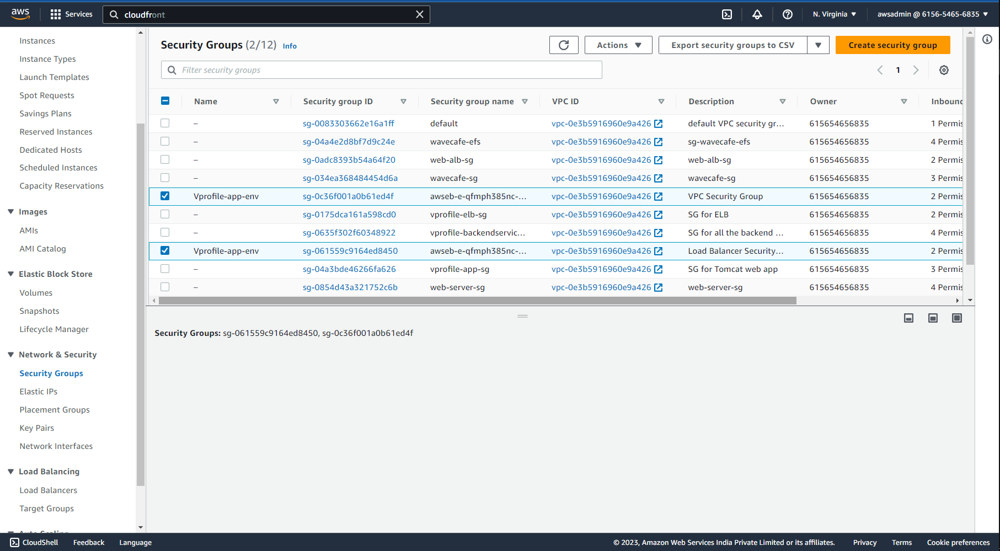 aws Services cloudfront N. Virginia awsadmin @ 6156-5465-6835
Instances
Instance Types
Launch Templates
Spot Requests
Savings Plans
Reserved Instances
Dedicated Hosts
Scheduled Instances
Capacity Reservations
Images
AMIs
AMI Catalog
Elastic Block Store
Volumes
Snapshots
Lifecycle Manager
Network & Security
Security Groups
Elastic IPs
Placement Groups
Key Pairs
Network Interfaces
Load Balancing
Load Balancers
Target Groups
Security Groups (2/12) Info Actions Export security groups to CSV Create security group
Filter security groups 1
Name Security group ID Security group name VPC ID Description Owner Inbound
– sg-0083303662e16a1ff default vpc-0e3b5916960e9a426 default VPC security gr... 615654656835 1 Permis
– sg-04a4e2d8bf7d9c24e wavecafe-efs vpc-0e3b5916960e9a426 sg-wavecafe-efs 615654656835 4 Permis
– sg-0adc8393b54a64f20 web-alb-sg vpc-0e3b5916960e9a426 web-alb-sg 615654656835 2 Permis
– sg-034ea368484454d6a wavecafe-sg vpc-0e3b5916960e9a426 wavecafe-sg 615654656835 3 Permis
Vprofile-app-env sg-0c36f001a0b61ed4f awseb-e-qfmph385nc-... vpc-0e3b5916960e9a426 VPC Security Group 615654656835 2 Permis
– sg-0175dca161a598cd0 vprofile-elb-sg vpc-0e3b5916960e9a426 SG for ELB 615654656835 2 Permis
– sg-0635f302f60348922 vprofile-backendservic... vpc-0e3b5916960e9a426 SG for all the backend ... 615654656835 4 Permis
Vprofile-app-env sg-061559c9164ed8450 awseb-e-qfmph385nc-... vpc-0e3b5916960e9a426 Load Balancer Security... 615654656835 2 Permis
– sg-04a3bde46266fa626 vprofile-app-sg vpc-0e3b5916960e9a426 SG for Tomcat web app 615654656835 3 Permis
– sg-0854d43a321752c6b web-server-sg vpc-0e3b5916960e9a426 web-server-sg 615654656835 4 Permis
Security Groups: sg-061559c9164ed8450, sg-0c36f001a0b61ed4f
CloudShell Feedback Language © 2023, Amazon Web Services India Private Limited or its affiliates. Privacy Terms Cookie preferences